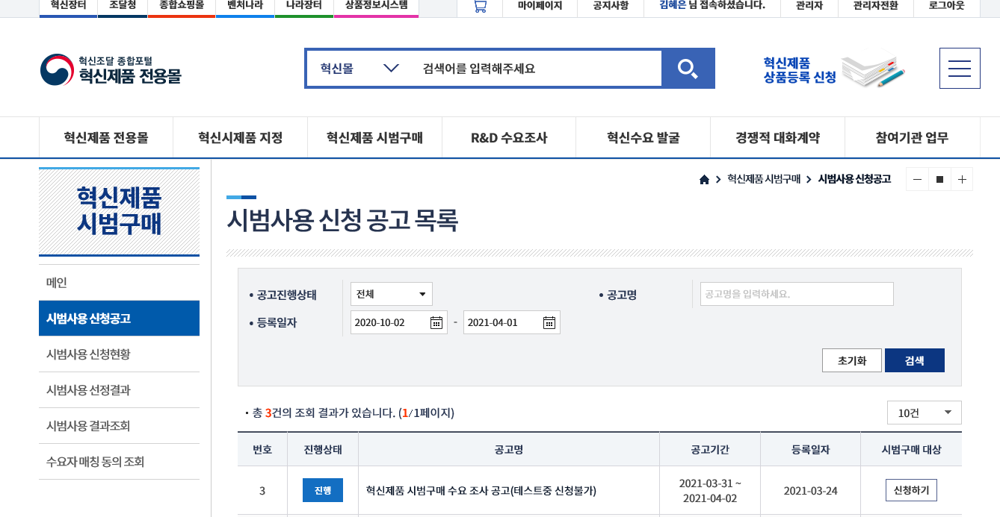 혁신장터 조달청 종합쇼핑몰 벤처나라 나라장터 상품정보시스템 마이페이지 공지사항 김혜은 님 접속하셨습니다. 관리자 관리자전환 로그아웃
혁신조달 종합포털
혁신제품 전용몰
혁신몰 검색어를 입력해주세요
혁신제품
상품등록 신청
혁신제품 전용몰 혁신시제품 지정 혁신제품 시범구매 R&D 수요조사 혁신수요 발굴 경쟁적 대화계약 참여기관 업무
혁신제품
시범구매
메인
시범사용 신청공고
시범사용 신청현황
시범사용 선정결과
시범사용 결과조회
수요자 매칭 동의 조회
혁신제품 시범구매 시범사용 신청공고
시범사용 신청 공고 목록
• 공고진행상태 전체 • 공고명 공고명을 입력하세요.
• 등록일자 2020-10-02 - 2021-04-01
초기화 검색
· 총 3건의 조회 결과가 있습니다. (1/1페이지) 10건
번호 진행상태 공고명 공고기간 등록일자 시범구매 대상
3 진행 혁신제품 시범구매 수요 조사 공고(테스트중 신청불가) 2021-03-31 ~
2021-04-02 2021-03-24 신청하기